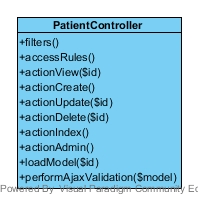 PatientController
+filters()
+accessRules()
+actionView($id)
+actionCreate()
+actionUpdate($id)
+actionDelete($id)
+actionIndex()
+actionAdmin()
+loadModel($id)
+performAjaxValidation($model)
Powered By Visual Paradigm Community Ed